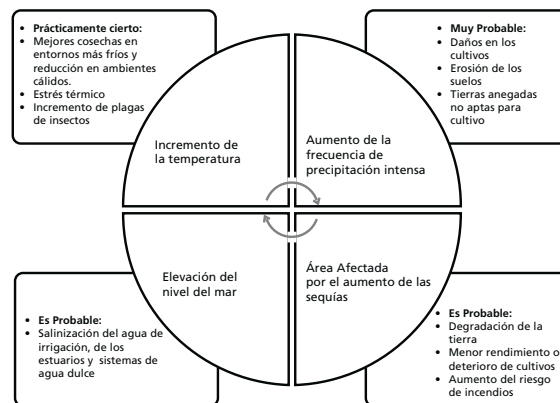 • Prácticamente cierto:
• Mejores cosechas en
entornos más fríos y
reducción en ambientes
cálidos.
• Estrés térmico
• Incremento de plagas
de insectos
• Muy Probable:
• Daños en los
cultivos
• Erosión de los
suelos
• Tierras anegadas
no aptas para
cultivo
Incremento de
la temperatura
Aumento de la
frecuencia de
precipitación intensa
Elevación del
nivel del mar
Área Afectada
por el aumento de las
sequías
• Es Probable:
• Salinización del agua de
irrigación, de los
estuarios y sistemas de
agua dulce
• Es Probable:
• Degradación de la
tierra
• Menor rendimiento o
deterioro de cultivos
• Aumento del riesgo
de incendios